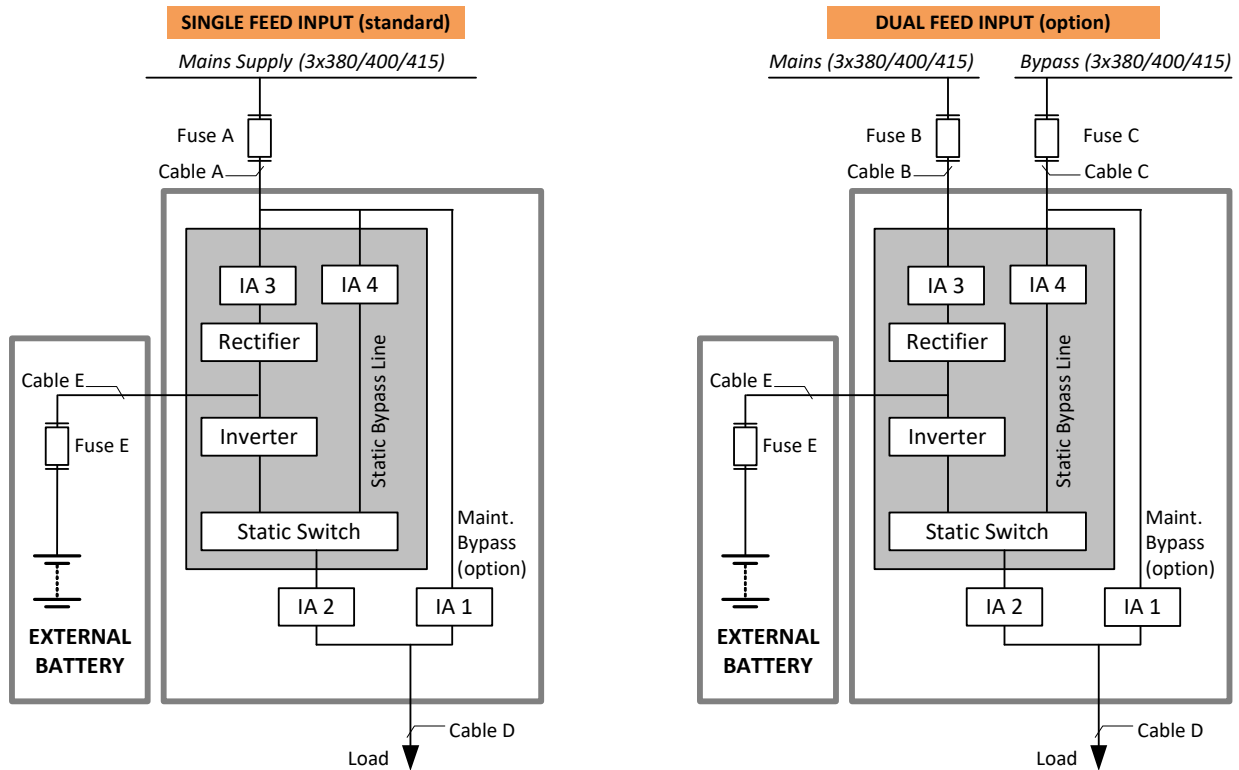 SINGLE FEED INPUT (standard)
Mains Supply (3x380/400/415)
Fuse A
Cable A
IA 3
IA 4
Rectifier
Static Bypass Line
Cable E
Inverter
Fuse E
Static Switch
Maint.
Bypass
(option)
IA 2
IA 1
EXTERNAL
BATTERY
Cable D
Load
DUAL FEED INPUT (option)
Mains (3x380/400/415)
Bypass (3x380/400/415)
Fuse B
Fuse C
Cable B
Cable C
IA 3
IA 4
Rectifier
Static Bypass Line
Cable E
Inverter
Fuse E
Static Switch
Maint.
Bypass
(option)
IA 2
IA 1
EXTERNAL
BATTERY
Cable D
Load